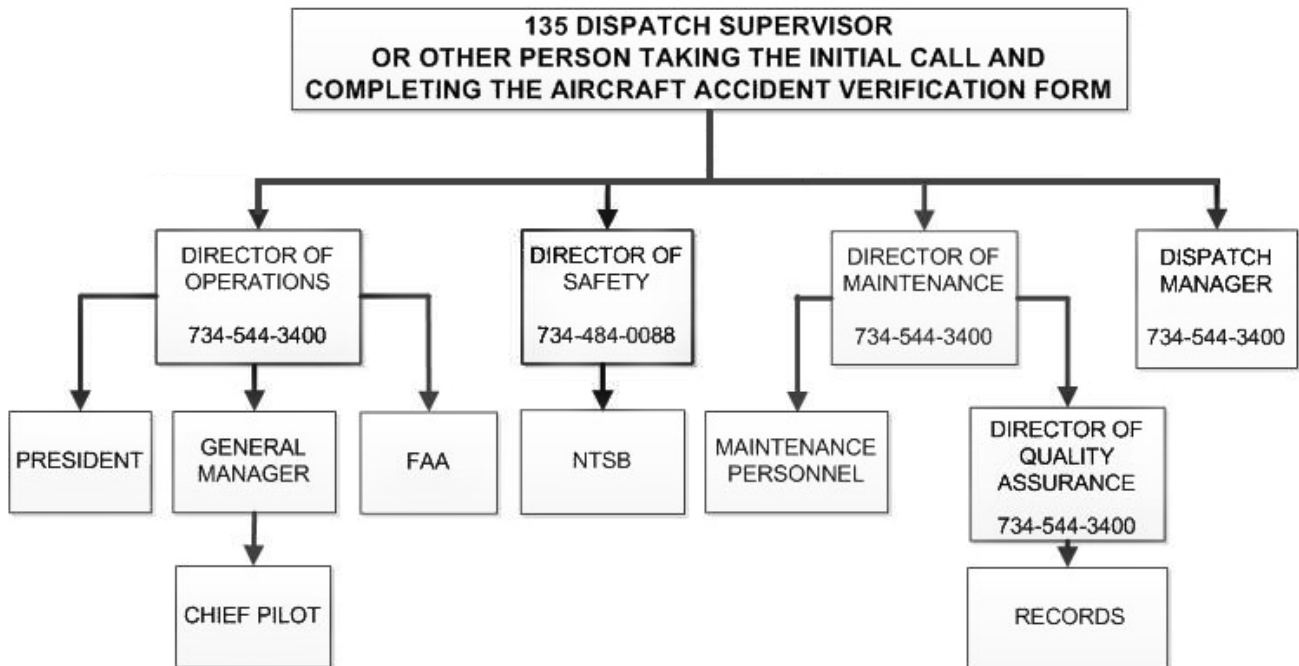 135 DISPATCH SUPERVISOR
OR OTHER PERSON TAKING THE INITIAL CALL AND
COMPLETING THE AIRCRAFT ACCIDENT VERIFICATION FORM
DIRECTOR OF
OPERATIONS
734-544-3400
DIRECTOR OF
SAFETY
734-484-0088
DIRECTOR OF
MAINTENANCE
734-544-3400
DISPATCH
MANAGER
734-544-3400
PRESIDENT
GENERAL
MANAGER
FAA
NTSB
MAINTENANCE
PERSONNEL
DIRECTOR OF
QUALITY
ASSURANCE
734-544-3400
CHIEF PILOT
RECORDS